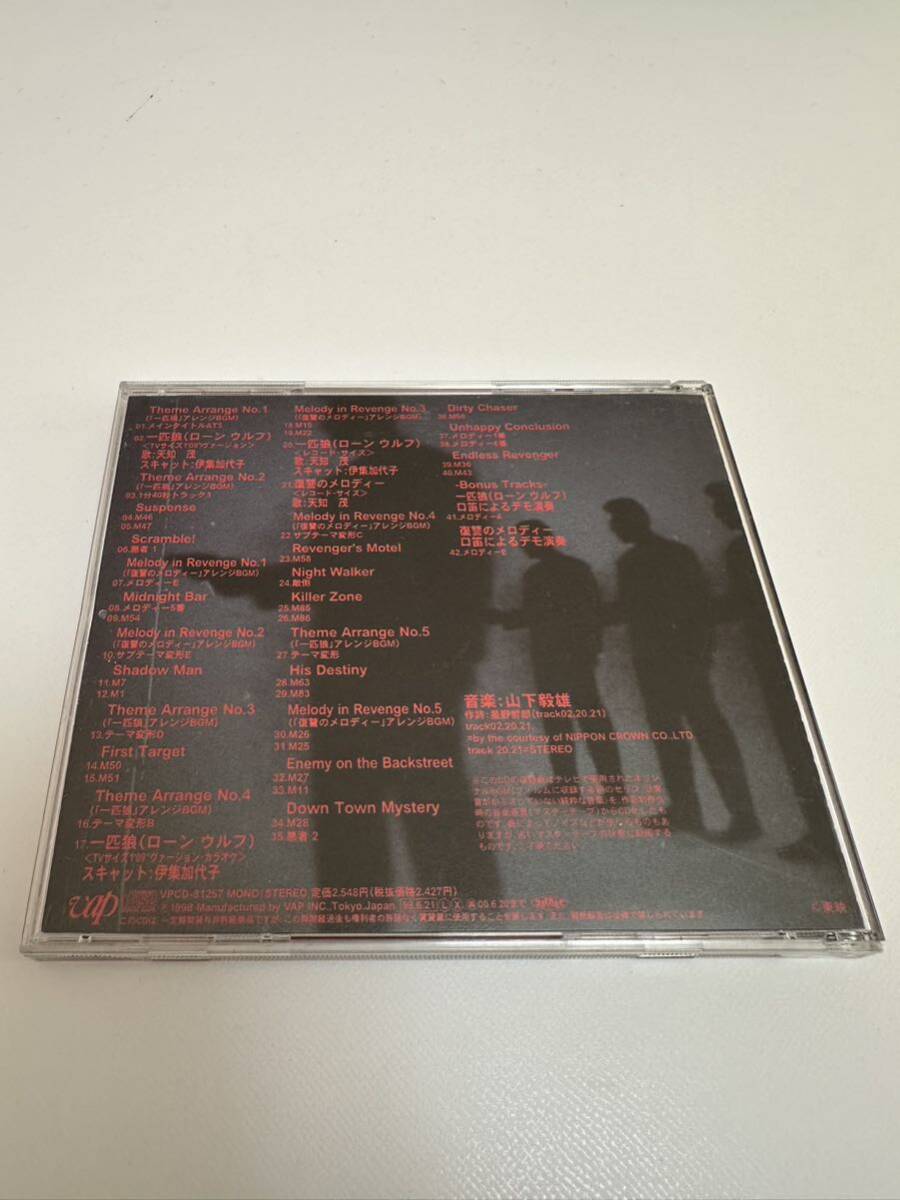 Theme Arrange No.1
(「一匹狼」アレンジBGM)
01.メインタイトルAT3
02.一匹狼(ローン ウルフ)
<TVサイズ1'08"ヴァージョン>
歌:天知 茂
スキャット:伊集加代子
Theme Arrange No.2
(「一匹狼」アレンジBGM)
03.1分40秒トラック1
Suspense
04.M46
05.M47
Scramble!
06.悪者 1
Melody in Revenge No.1
(「復讐のメロディー」アレンジBGM)
07.メロディーE
Midnight Bar
08.メロディー5番
09.M54
Melody in Revenge No.2
(「復讐のメロディー」アレンジBGM)
10.サブテーマ変形E
Shadow Man
11.M7
12.M1
Theme Arrange No.3
(「一匹狼」アレンジBGM)
13.テーマ変形D
First Target
14.M50
15.M51
Theme Arrange No.4
(「一匹狼」アレンジBGM)
16.テーマ変形B
17.一匹狼(ローン ウルフ)
<TVサイズ1'09"ヴァージョン・カラオケ>
スキャット:伊集加代子
Melody in Revenge No.3
(「復讐のメロディー」アレンジBGM)
18.M15
19.M22
20.一匹狼(ローン ウルフ)
<レコード・サイズ>
歌:天知 茂
スキャット:伊集加代子
21.復讐のメロディー
<レコード・サイズ>
歌:天知 茂
Melody in Revenge No.4
(「復讐のメロディー」アレンジBGM)
22.サブテーマ変形C
Revenger's Motel
23.M58
Night Walker
24.敵側
Killer Zone
25.M85
26.M86
Theme Arrange No.5
(「一匹狼」アレンジBGM)
27.テーマ変形
His Destiny
28.M63
29.M83
Melody in Revenge No.5
(「復讐のメロディー」アレンジBGM)
30.M26
31.M25
Enemy on the Backstreet
32.M27
33.M11
Down Town Mystery
34.M28
35.悪者 2
Dirty Chaser
36.M56
Unhappy Conclusion
37.メロディー1番
38.メロディー4番
Endless Revenger
39.M36
40.M43
-Bonus Tracks-
一匹狼(ローン ウルフ)
口笛によるデモ演奏
41.メロディーA
復讐のメロディー
口笛によるデモ演奏
42.メロディーB
音楽:山下毅雄
作詩:星野哲郎(track02,20,21)
track02,20,21
=by the courtesy of NIPPON CROWN CO.,LTD
track 20,21=STEREO
vap
VPCD-81257 MONO/STEREO 定価2,548円(税抜価格2,427円)
℗1998 Manufactured by VAP INC.,Tokyo,Japan
©東映